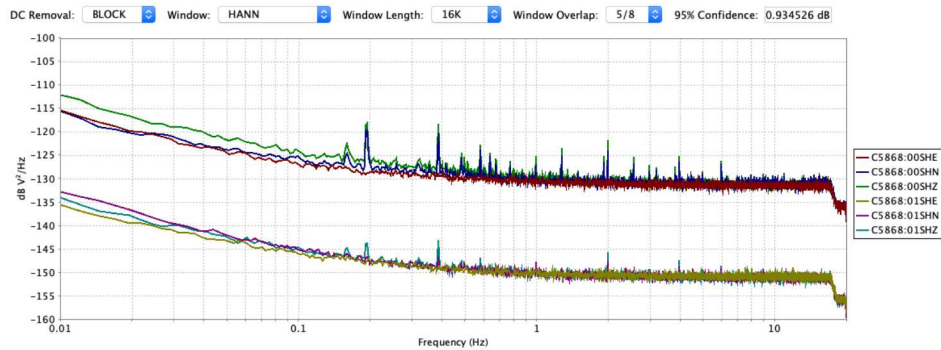 DC Removal: BLOCK Window: HANN Window Length: 16K Window Overlap: 5/8 95% Confidence: 0.934526 dB
-100
-105
-110
-115
-120
-125
-130
-135
-140
-145
-150
-155
-160
dB V²/Hz
0.01 0.1 1 10
Frequency (Hz)
C5868:00SHE
C5868:00SHN
C5868:00SHZ
C5868:01SHE
C5868:01SHN
C5868:01SHZ